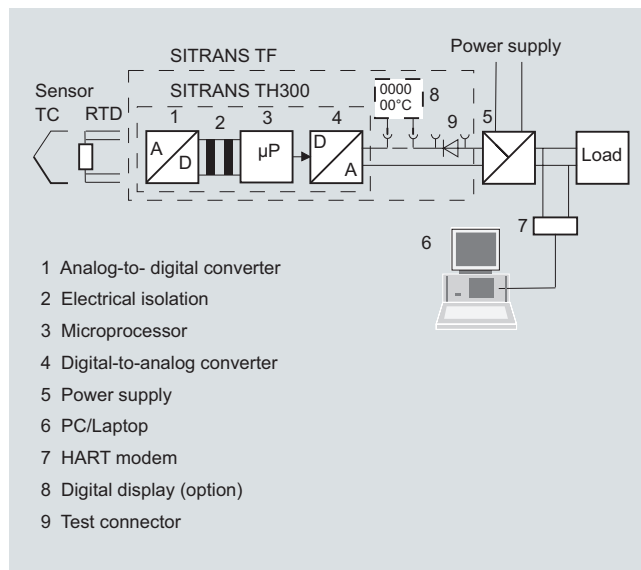 SITRANS TF
Power supply
Sensor
SITRANS TH300
TC
RTD
1
2
3
4
0000
00°C
8
9
5
A
D
µP
D
A
Load
7
6
1 Analog-to- digital converter
2 Electrical isolation
3 Microprocessor
4 Digital-to-analog converter
5 Power supply
6 PC/Laptop
7 HART modem
8 Digital display (option)
9 Test connector